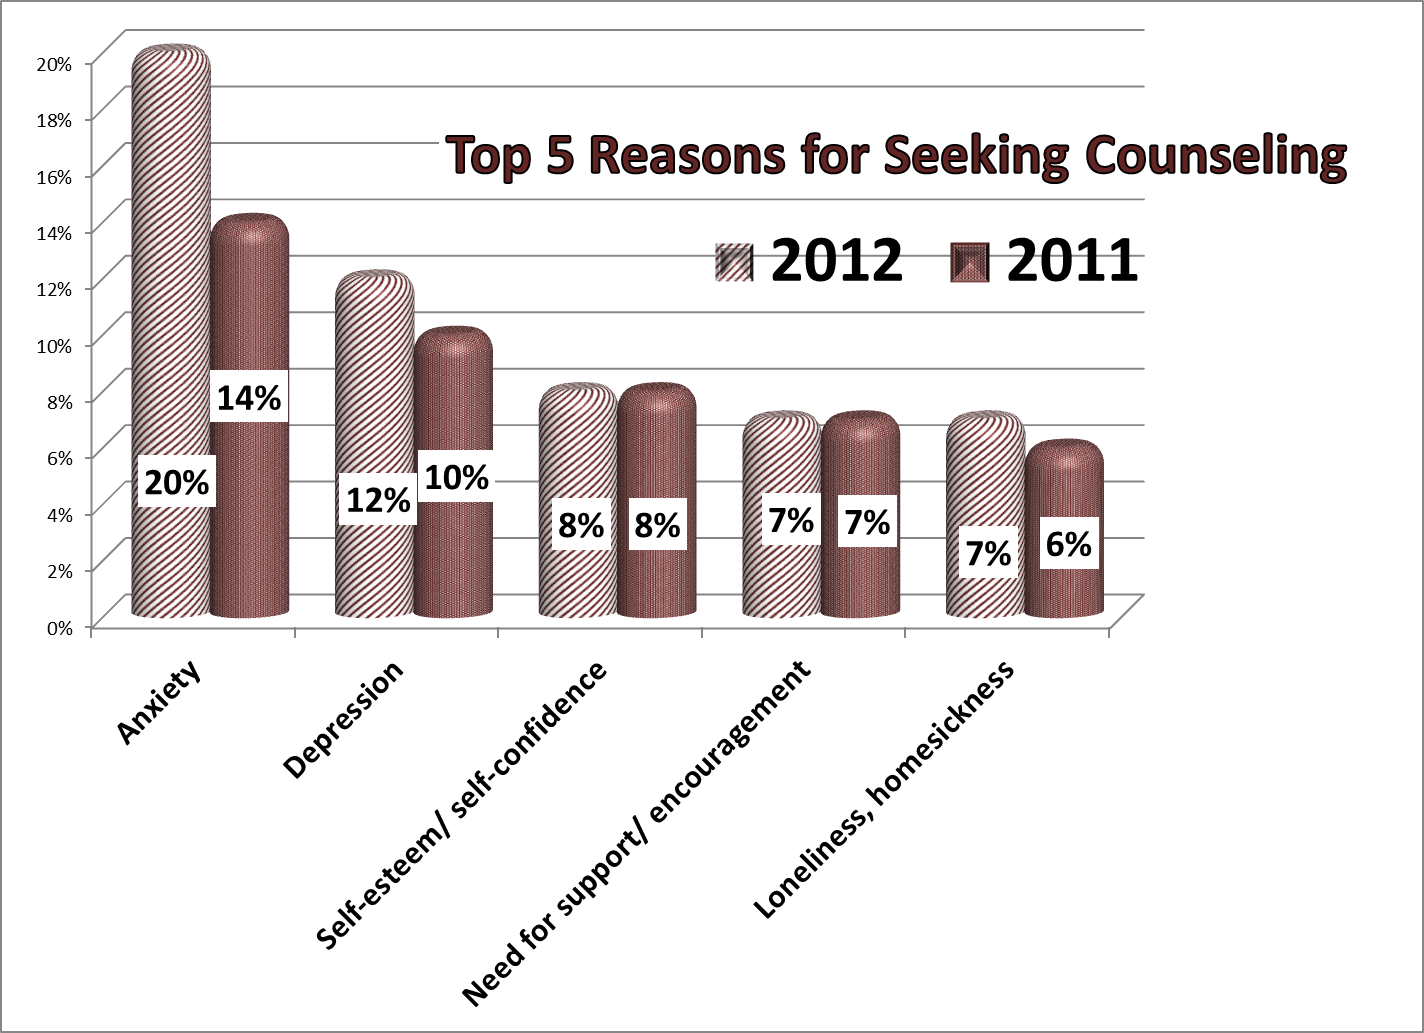 Top 5 Reasons for Seeking Counseling
2012 2011
20%
18%
16%
14%
12%
10%
8%
6%
4%
2%
0%
20% 14% 12% 10% 8% 8% 7% 7% 7% 6%
Anxiety
Depression
Self-esteem/ self-confidence
Need for support/ encouragement
Loneliness, homesickness